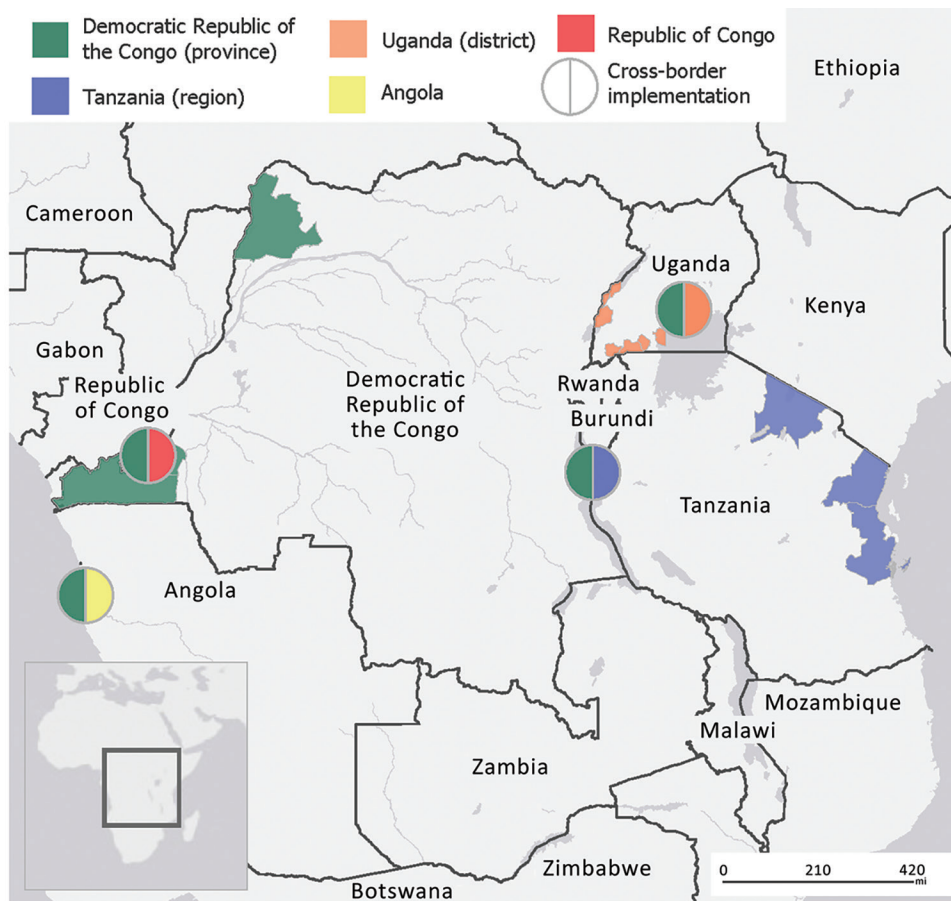 Democratic Republic of
the Congo (province)
Uganda (district)
Republic of Congo
Tanzania (region)
Angola
Cross-border
implementation
Ethiopia
Cameroon
Uganda
Kenya
Gabon
Republic
of Congo
Democratic
Republic of
the Congo
Rwanda
Burundi
Tanzania
Angola
Mozambique
Malawi
Zambia
Zimbabwe
Botswana
0 210 420
mi